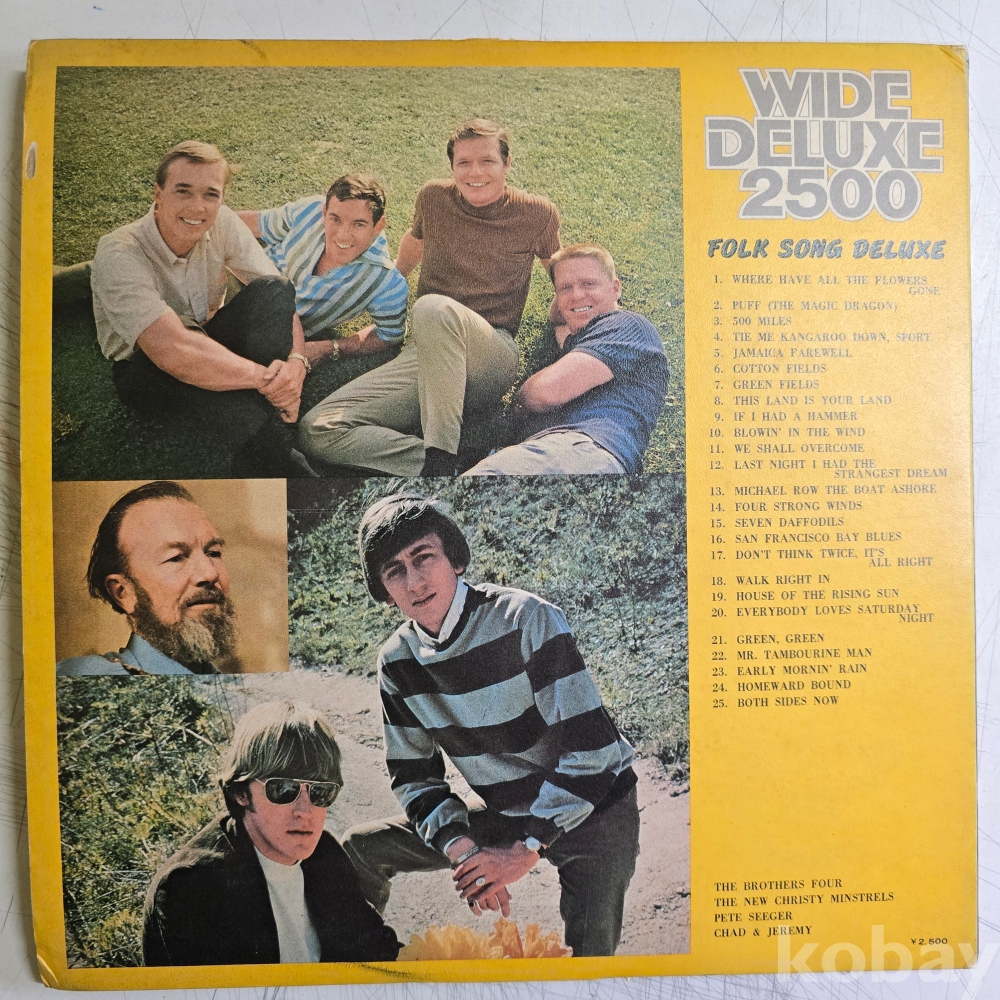 WIDE
DELUXE
2500
FOLK SONG DELUXE
1. WHERE HAVE ALL THE FLOWERS
GONE
2. PUFF (THE MAGIC DRAGON)
3. 500 MILES
4. TIE ME KANGAROO DOWN, SPORT
5. JAMAICA FAREWELL
6. COTTON FIELDS
7. GREEN FIELDS
8. THIS LAND IS YOUR LAND
9. IF I HAD A HAMMER
10. BLOWIN' IN THE WIND
11. WE SHALL OVERCOME
12. LAST NIGHT I HAD THE
STRANGEST DREAM
13. MICHAEL ROW THE BOAT ASHORE
14. FOUR STRONG WINDS
15. SEVEN DAFFODILS
16. SAN FRANCISCO BAY BLUES
17. DON'T THINK TWICE, IT'S
ALL RIGHT
18. WALK RIGHT IN
19. HOUSE OF THE RISING SUN
20. EVERYBODY LOVES SATURDAY
NIGHT
21. GREEN, GREEN
22. MR. TAMBOURINE MAN
23. EARLY MORNIN' RAIN
24. HOMEWARD BOUND
25. BOTH SIDES NOW
THE BROTHERS FOUR
THE NEW CHRISTY MINSTRELS
PETE SEEGER
CHAD & JEREMY
¥2,500
kobay